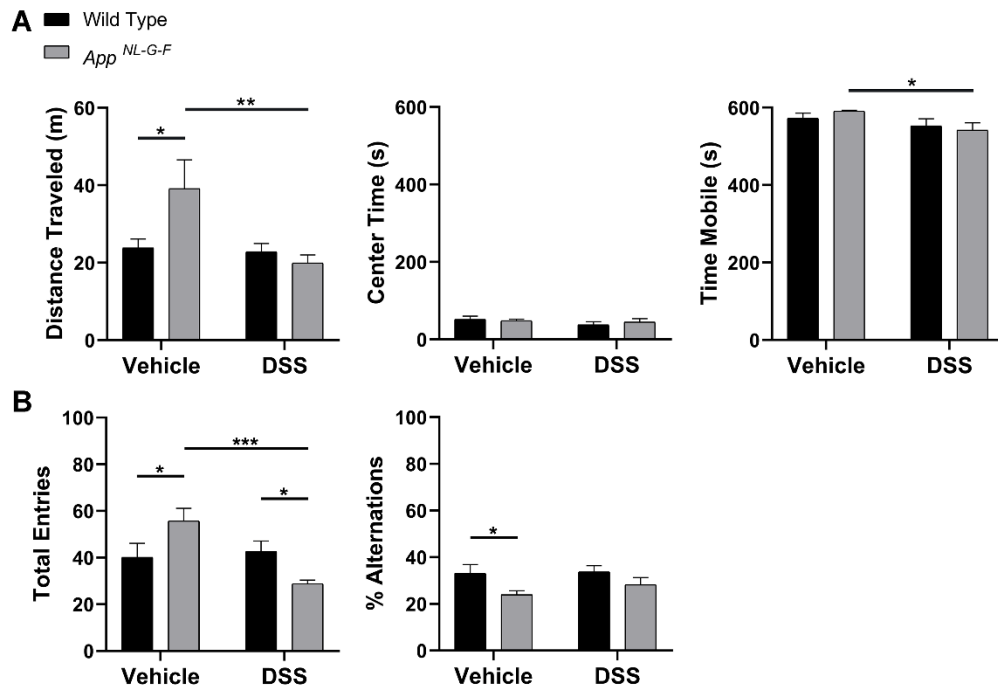 A
Wild Type
App NL-G-F
Distance Traveled (m)
60
40
20
0
*
**
Vehicle
DSS
Center Time (s)
600
400
200
0
Vehicle
DSS
Time Mobile (s)
600
400
200
0
*
Vehicle
DSS
B
Total Entries
100
80
60
40
20
0
*
***
*
Vehicle
DSS
% Alternations
100
80
60
40
20
0
*
Vehicle
DSS